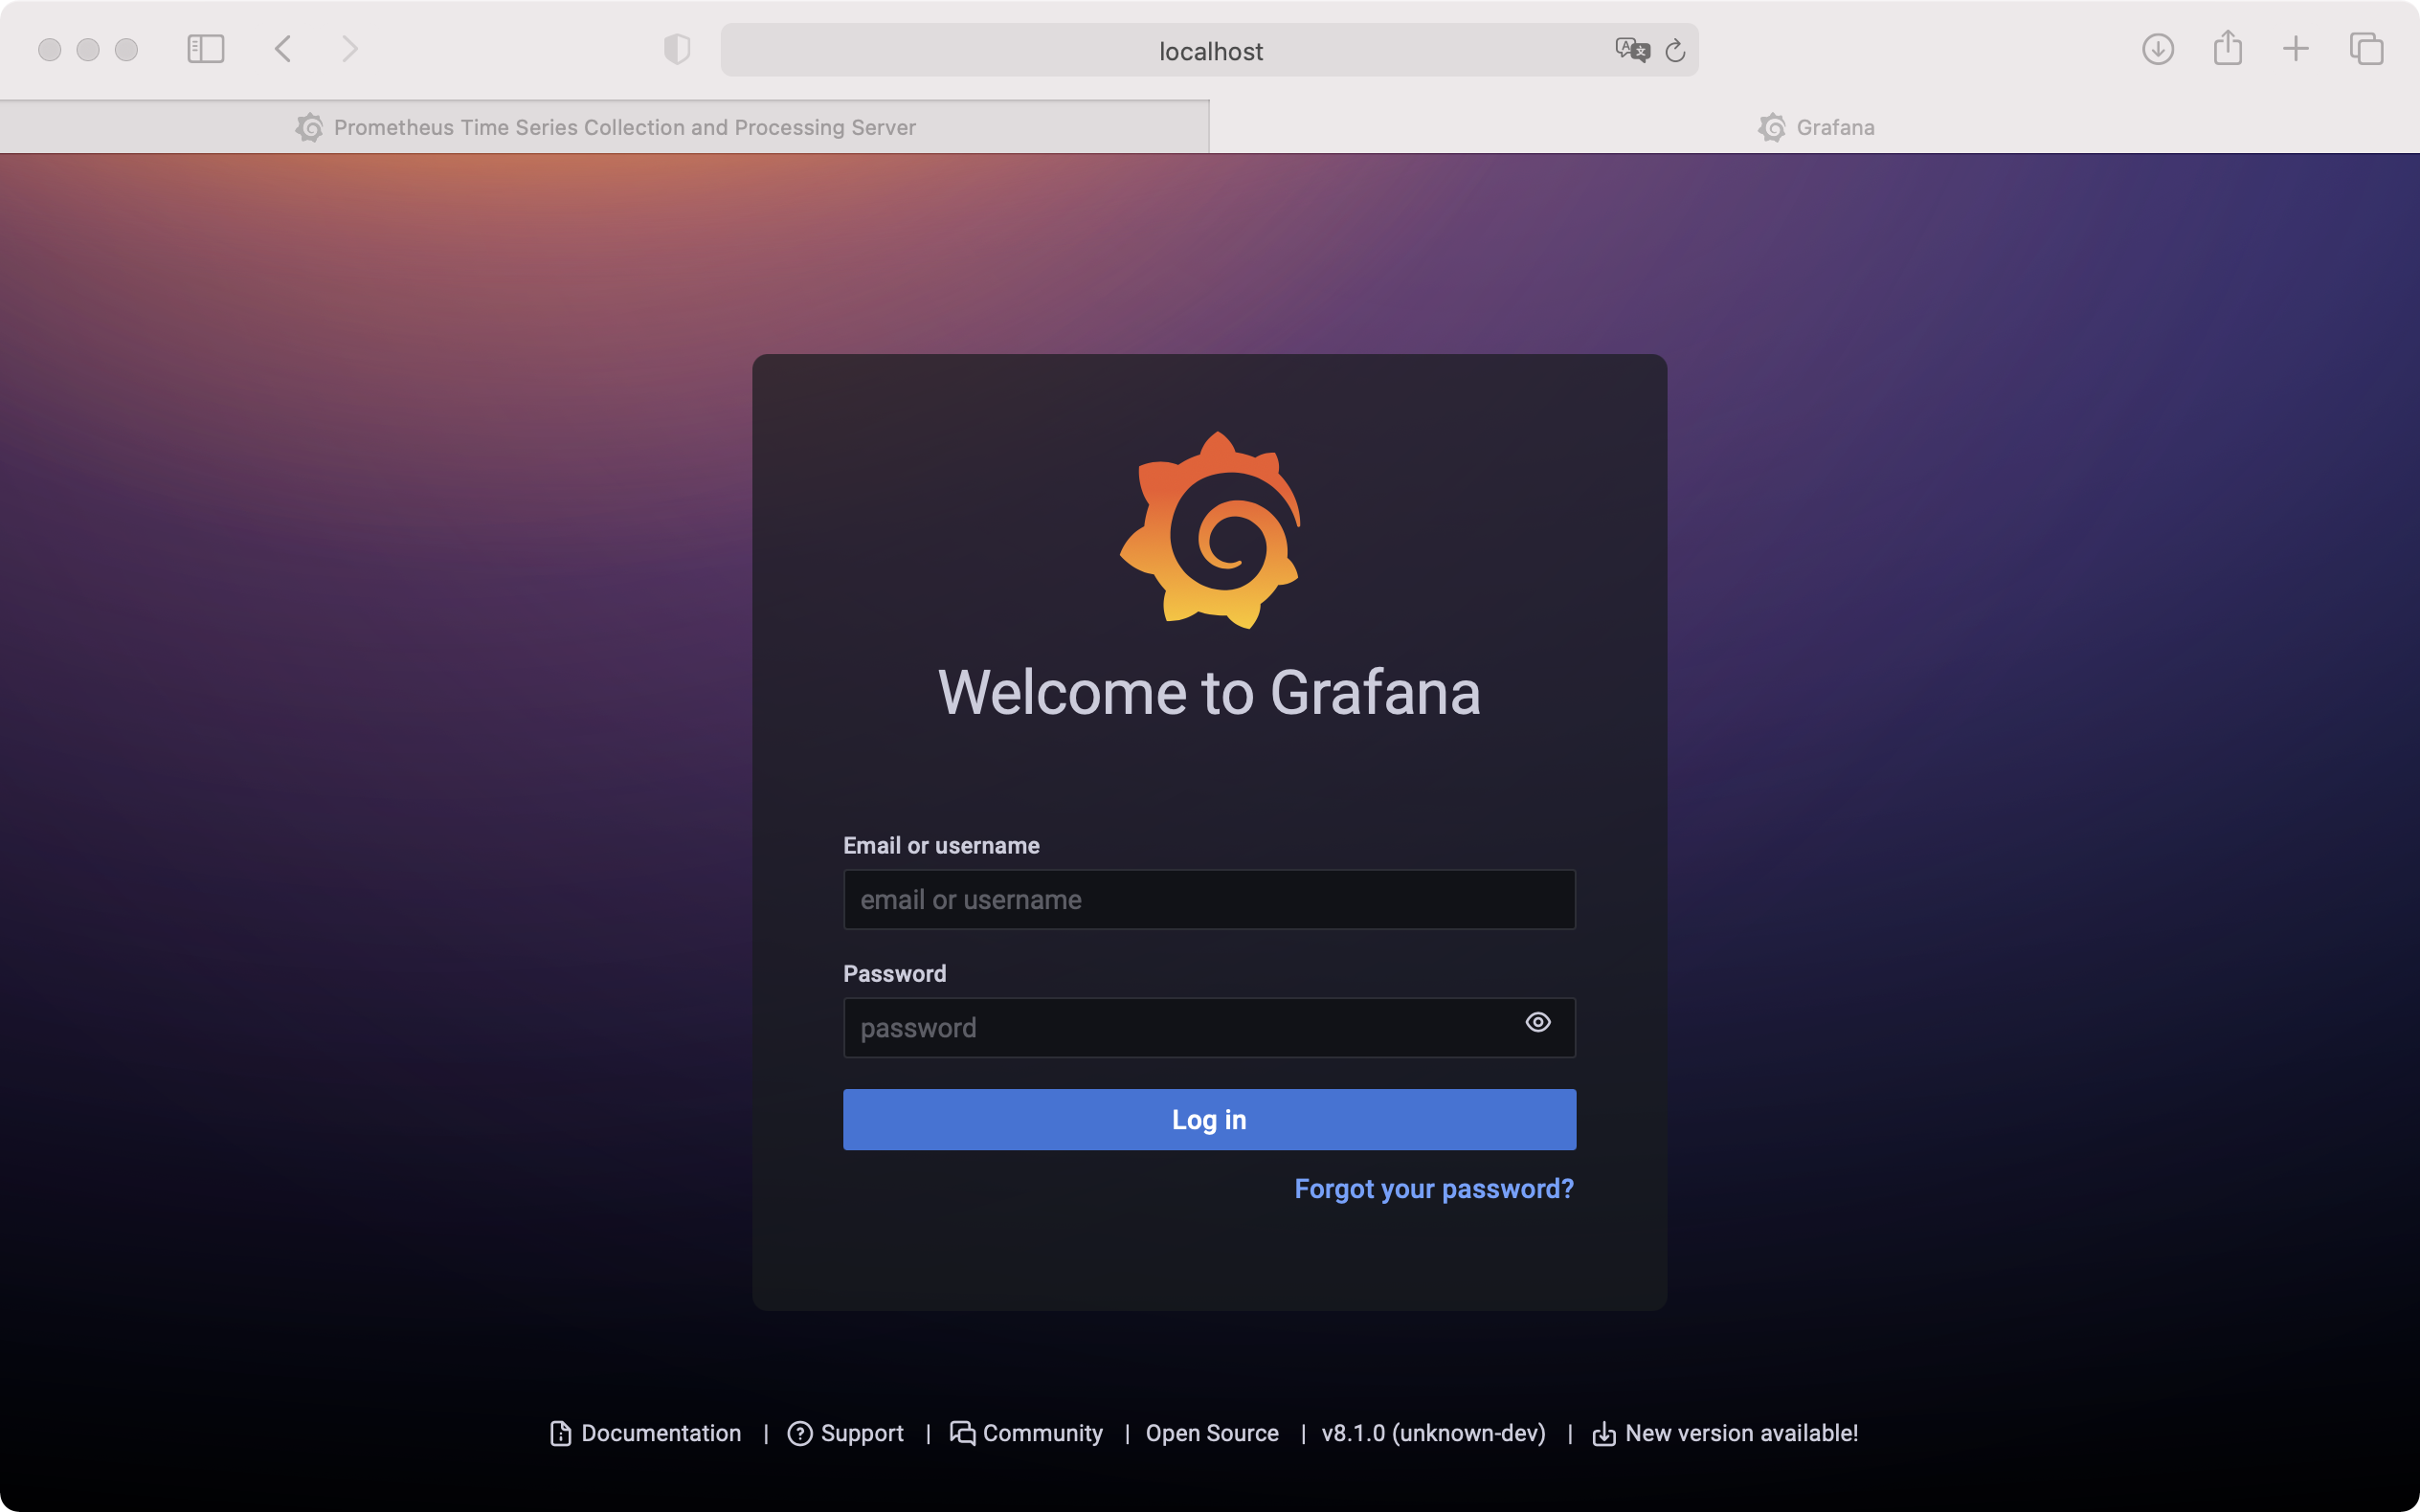 localhost
Prometheus Time Series Collection and Processing Server
Grafana
Welcome to Grafana
Email or username
email or username
Password
password
Log in
Forgot your password?
Documentation | Support | Community | Open Source | v8.1.0 (unknown-dev) | New version available!